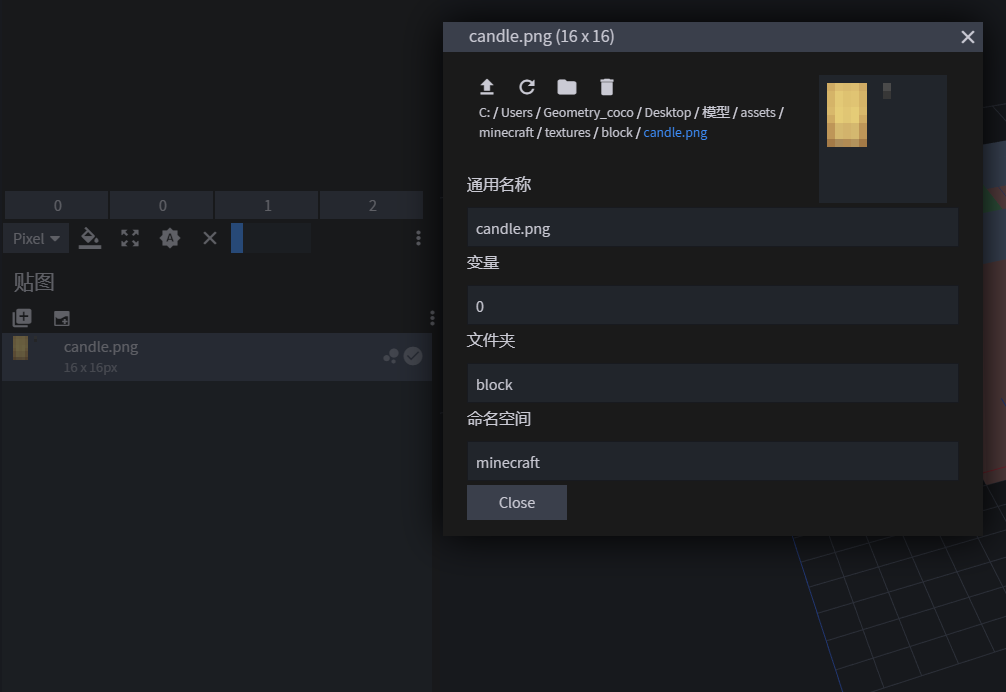 candle.png (16 x 16)
C: / Users / Geometry_coco / Desktop / 模型 / assets /
minecraft / textures / block / candle.png
通用名称
candle.png
变量
0
文件夹
block
命名空间
minecraft
Close
0 0 1 2
Pixel
贴图
candle.png
16 x 16px